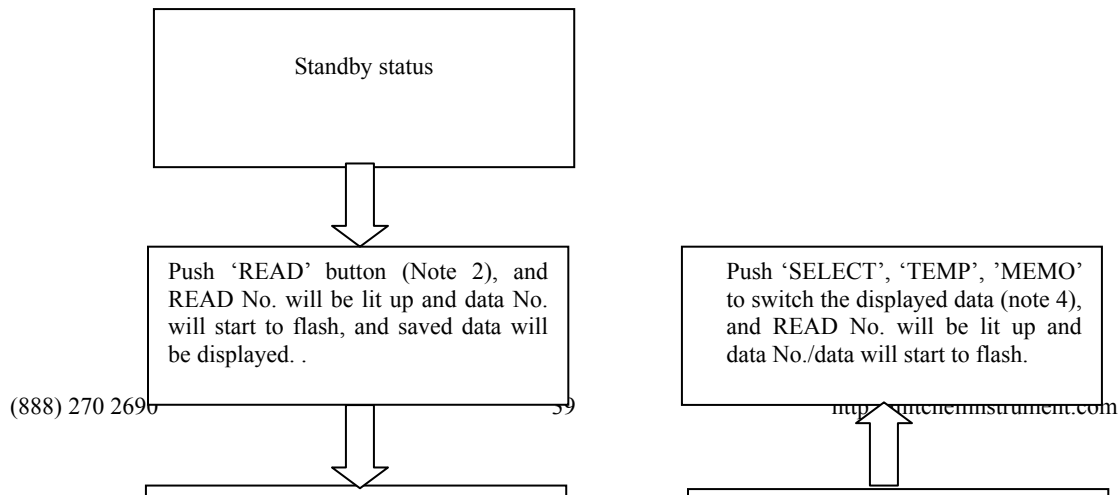 Standby status
Push ‘READ’ button (Note 2), and
READ No. will be lit up and data No.
will start to flash, and saved data will
be displayed. .
Push ‘SELECT’, ‘TEMP’, ’MEMO’
to switch the displayed data (note 4),
and READ No. will be lit up and
data No./data will start to flash.
(888) 270 2690